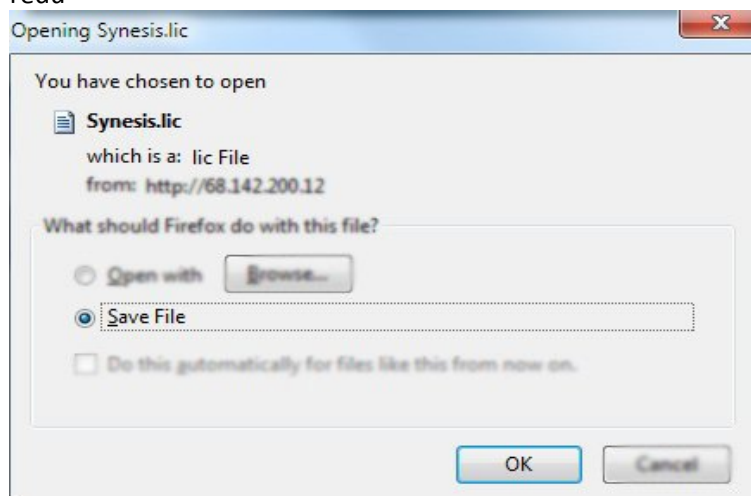 Opening Synesis.lic
You have chosen to open
Synesis.lic
which is a: lic File
from: http://68.142.200.12
What should Firefox do with this file?
Open with Browse...
Save File
Do this automatically for files like this from now on.
OK Cancel